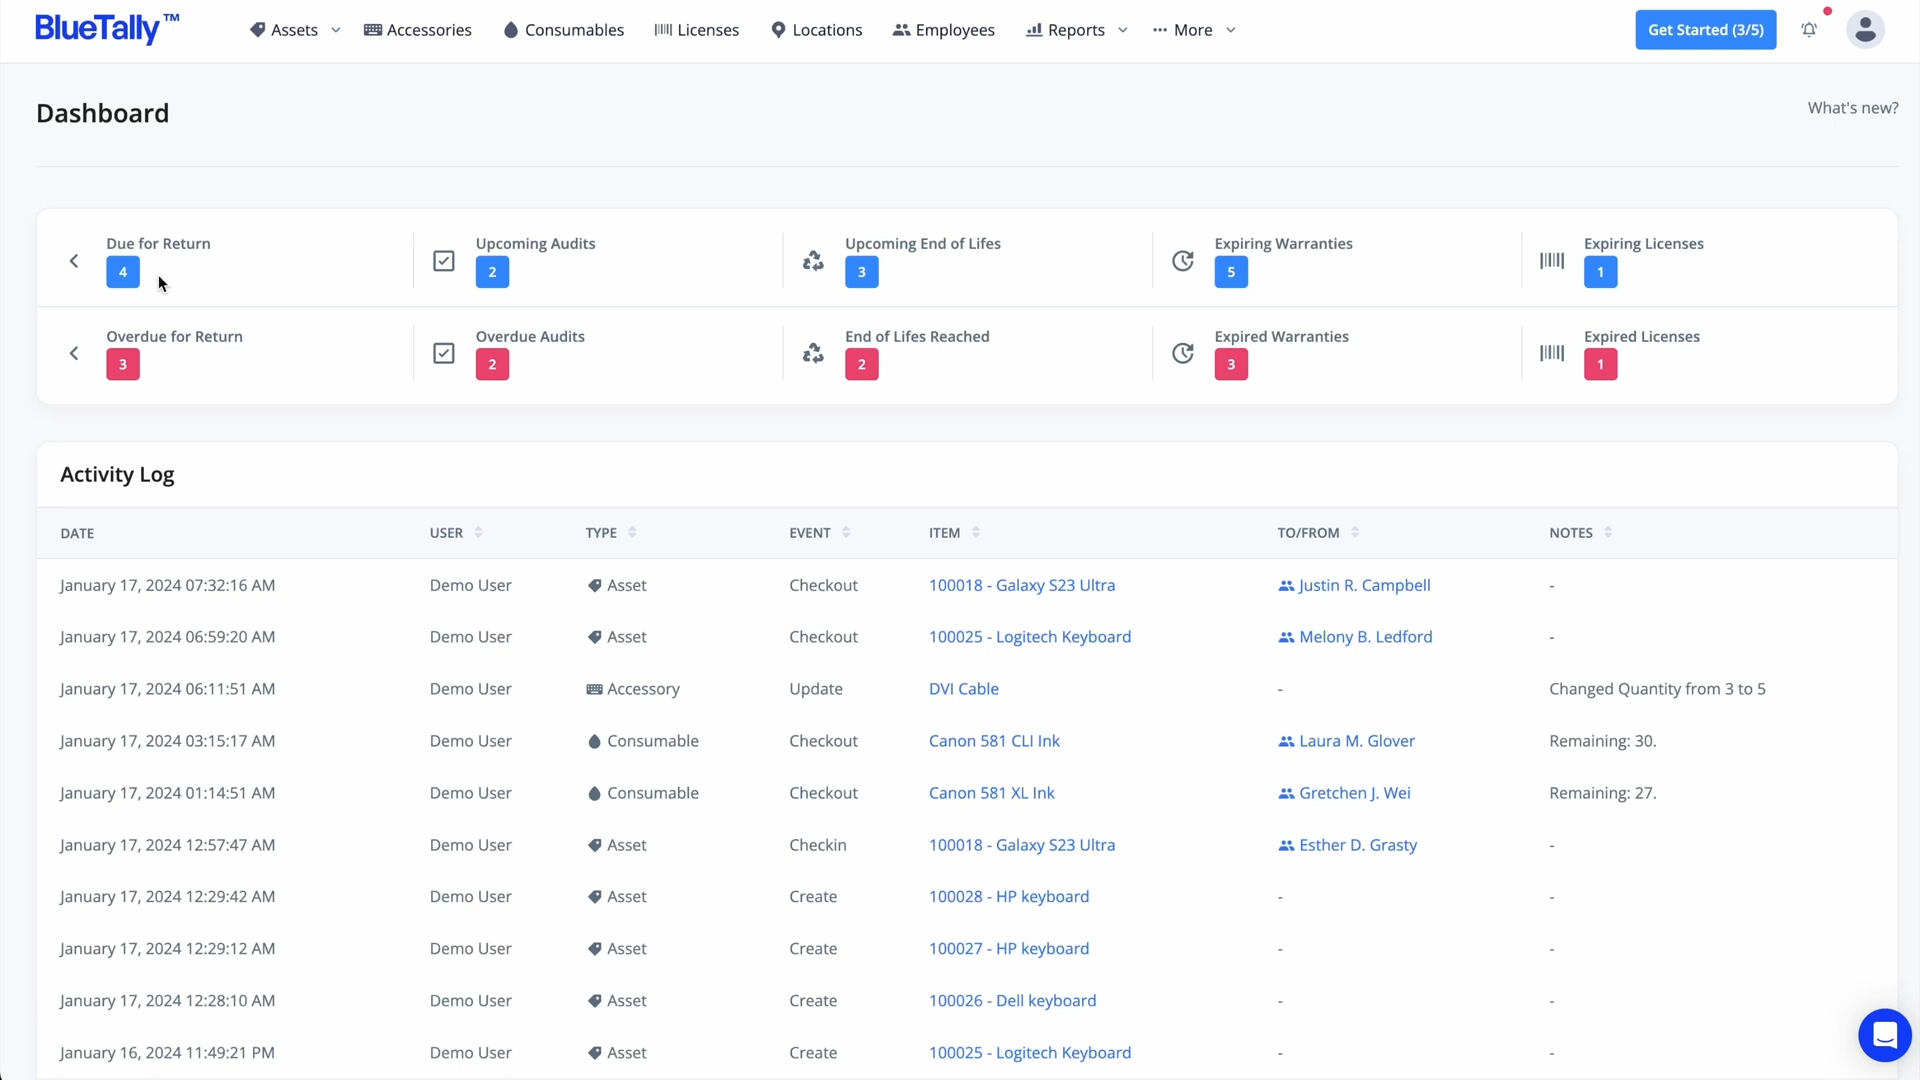 BlueTally™
Assets
Accessories
Consumables
Licenses
Locations
Employees
Reports
More
Get Started (3/5)
Dashboard
What's new?
Due for Return
4
Upcoming Audits
2
Upcoming End of Lifes
3
Expiring Warranties
5
Expiring Licenses
1
Overdue for Return
3
Overdue Audits
2
End of Lifes Reached
2
Expired Warranties
3
Expired Licenses
1
Activity Log
DATE USER TYPE EVENT ITEM TO/FROM NOTES
January 17, 2024 07:32:16 AM Demo User Asset Checkout 100018 - Galaxy S23 Ultra Justin R. Campbell -
January 17, 2024 06:59:20 AM Demo User Asset Checkout 100025 - Logitech Keyboard Melony B. Ledford -
January 17, 2024 06:11:51 AM Demo User Accessory Update DVI Cable - Changed Quantity from 3 to 5
January 17, 2024 03:15:17 AM Demo User Consumable Checkout Canon 581 CLI Ink Laura M. Glover Remaining: 30.
January 17, 2024 01:14:51 AM Demo User Consumable Checkout Canon 581 XL Ink Gretchen J. Wei Remaining: 27.
January 17, 2024 12:57:47 AM Demo User Asset Checkin 100018 - Galaxy S23 Ultra Esther D. Grasty -
January 17, 2024 12:29:42 AM Demo User Asset Create 100028 - HP keyboard - -
January 17, 2024 12:29:12 AM Demo User Asset Create 100027 - HP keyboard - -
January 17, 2024 12:28:10 AM Demo User Asset Create 100026 - Dell keyboard - -
January 16, 2024 11:49:21 PM Demo User Asset Create 100025 - Logitech Keyboard - -